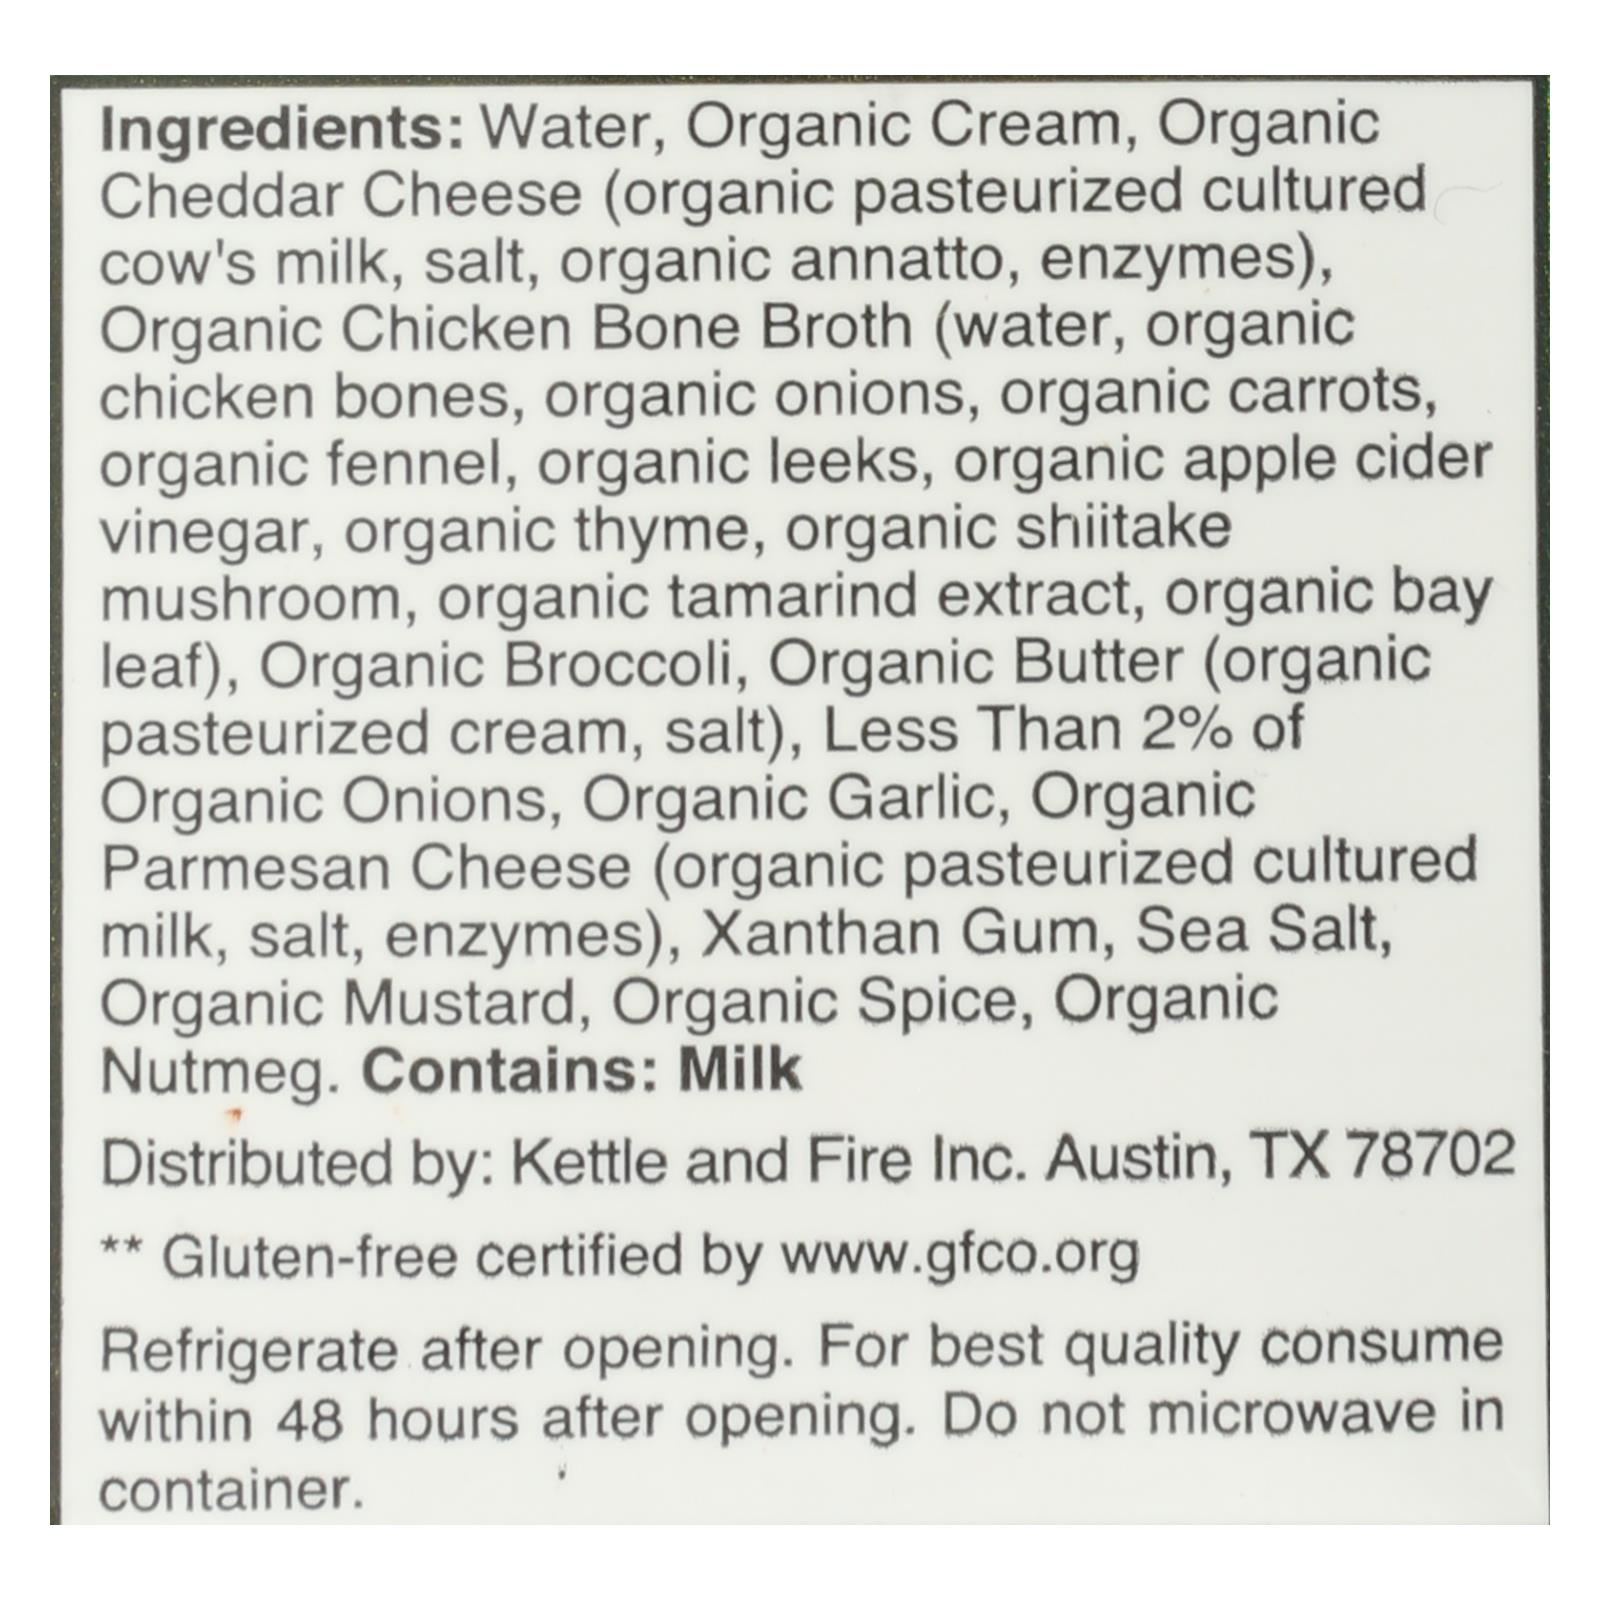 Ingredients: Water, Organic Cream, Organic
Cheddar Cheese (organic pasteurized cultured
cow's milk, salt, organic annatto, enzymes),
Organic Chicken Bone Broth (water, organic
chicken bones, organic onions, organic carrots,
organic fennel, organic leeks, organic apple cider
vinegar, organic thyme, organic shiitake
mushroom, organic tamarind extract, organic bay
leaf), Organic Broccoli, Organic Butter (organic
pasteurized cream, salt), Less Than 2% of
Organic Onions, Organic Garlic, Organic
Parmesan Cheese (organic pasteurized cultured
milk, salt, enzymes), Xanthan Gum, Sea Salt,
Organic Mustard, Organic Spice, Organic
Nutmeg. Contains: Milk
Distributed by: Kettle and Fire Inc. Austin, TX 78702
** Gluten-free certified by www.gfco.org
Refrigerate after opening. For best quality consume
within 48 hours after opening. Do not microwave in
container.